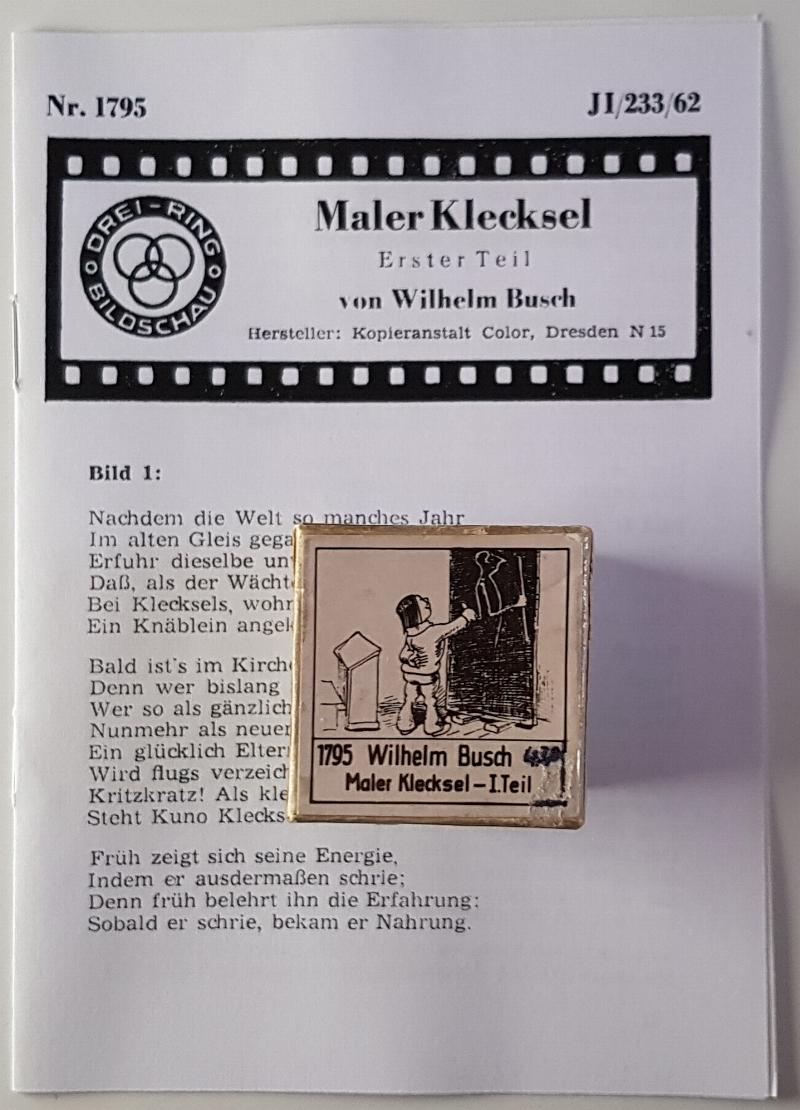 Nr. 1795
JI/233/62
DREI-RING
BILDSCHAU
Maler Klecksel
Erster Teil
von Wilhelm Busch
Hersteller: Kopieranstalt Color, Dresden N 15
Bild 1:
Nachdem die Welt so manches Jahr
Im alten Gleis
Erfuhr dieselbe
Daß, als der
Bei Klecksels,
Ein Knäblein
Bald ist's im
Denn wer bislang
Wer so als gänzlich
Nunmehr als
Ein glücklich
Wird flugs
Kritzkratz! Als
Steht Kuno
Früh zeigt sich seine Energie,
Indem er ausdermaßen schrie;
Denn früh belehrt ihn die Erfahrung:
Sobald er schrie, bekam er Nahrung.
1795 Wilhelm Busch
Maler Klecksel – I. Teil